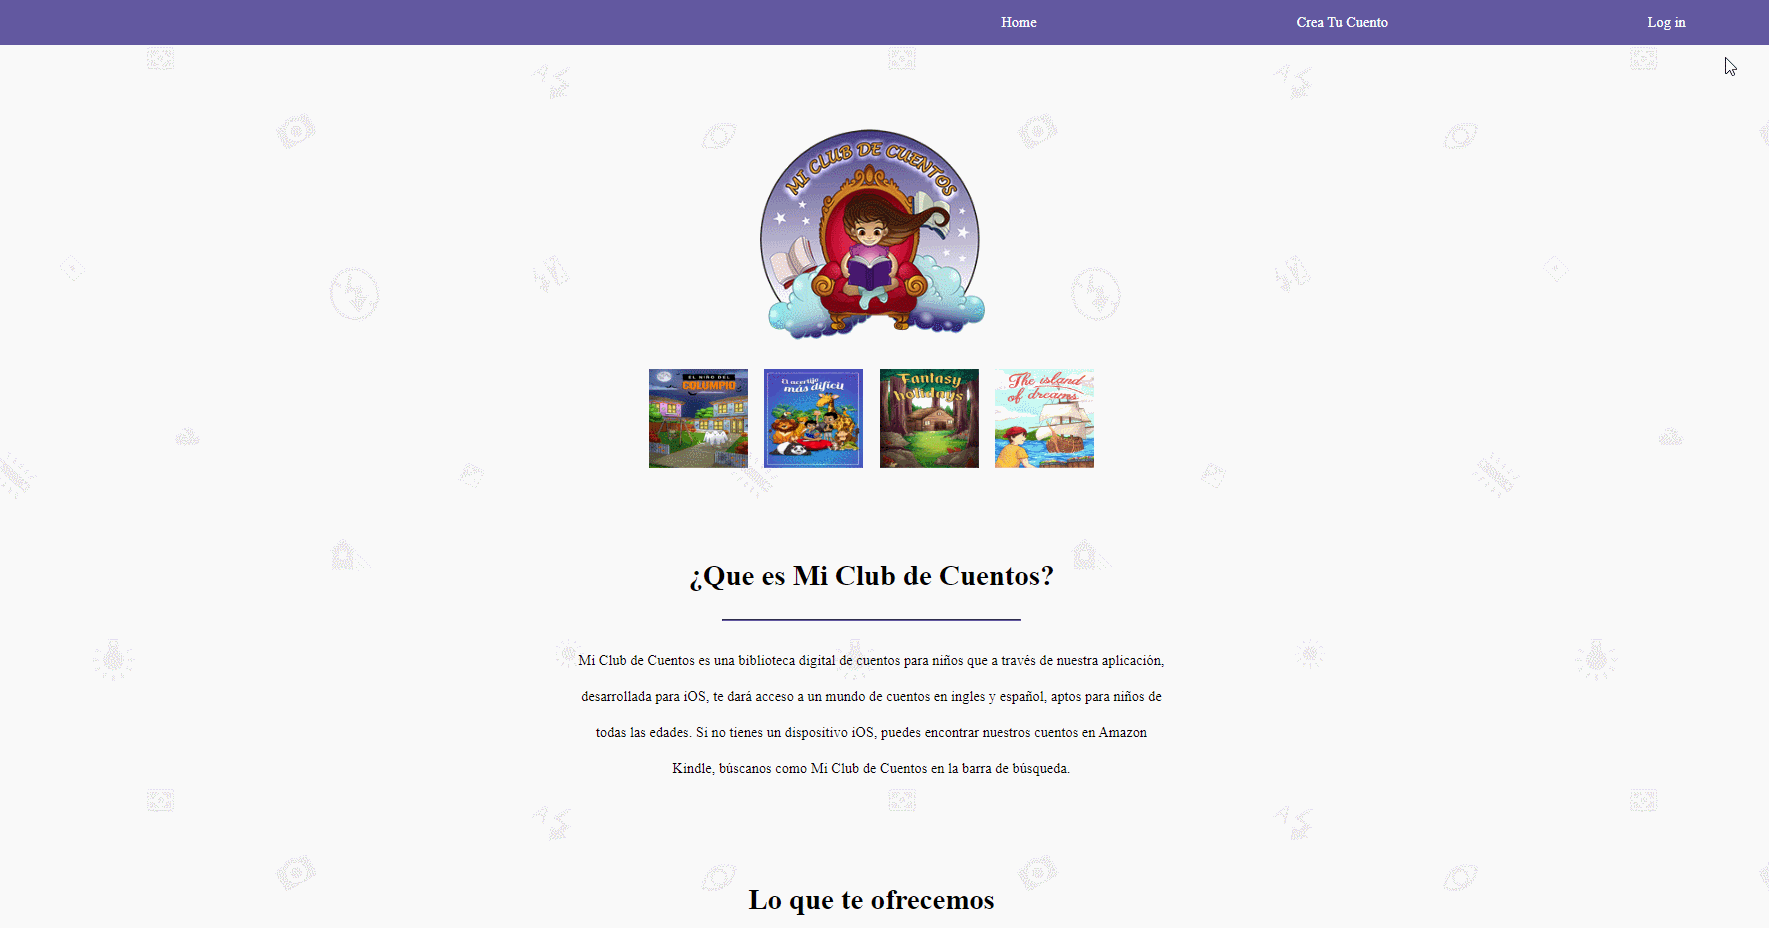 Home
Crea Tu Cuento
Log in
MI CLUB DE CUENTOS
EL NIÑO DEL
COLUMPIO
El acertijo
más difícil
Fantasy
holidays
The island
of dreams
¿Que es Mi Club de Cuentos?
Mi Club de Cuentos es una biblioteca digital de cuentos para niños que a través de nuestra aplicación,
desarrollada para iOS, te dará acceso a un mundo de cuentos en ingles y español, aptos para niños de
todas las edades. Si no tienes un dispositivo iOS, puedes encontrar nuestros cuentos en Amazon
Kindle, búscanos como Mi Club de Cuentos en la barra de búsqueda.
Lo que te ofrecemos